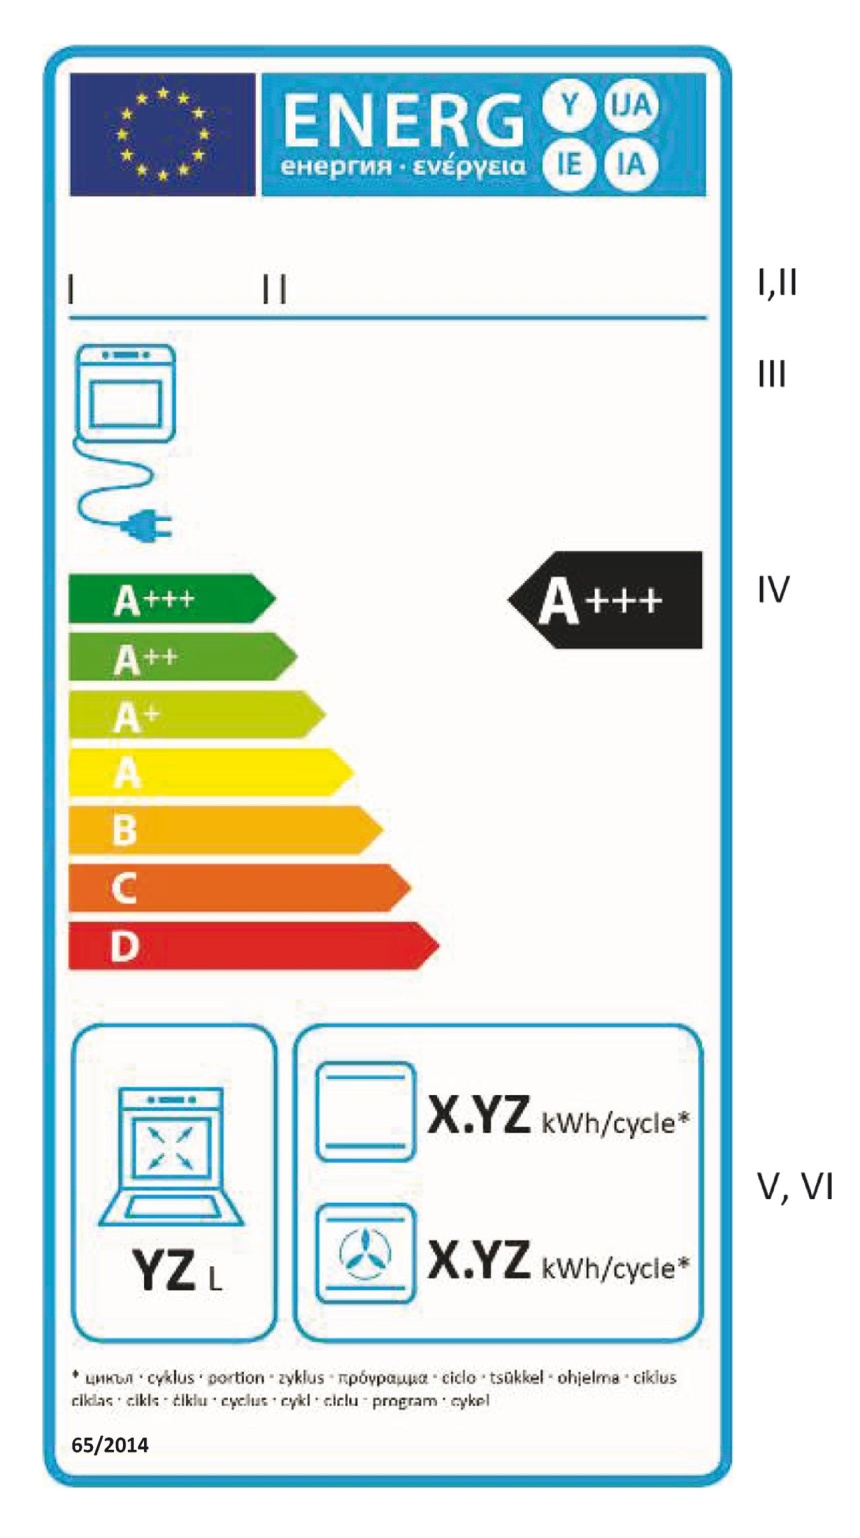 ENERG Y IJA
енергия · ενέργεια IE IA
I II I,II
III
A+++ A+++ IV
A++
A+
A
B
C
D
X.YZ kWh/cycle*
V, VI
YZ L X.YZ kWh/cycle*
* цикъл · cyklus · portion · zyklus · πρόγραμμα · ciclo · tsükkel · ohjelma · ciklus
ciklas · cikls · ċiklu · cyclus · cykl · ciclu · program · cykel
65/2014